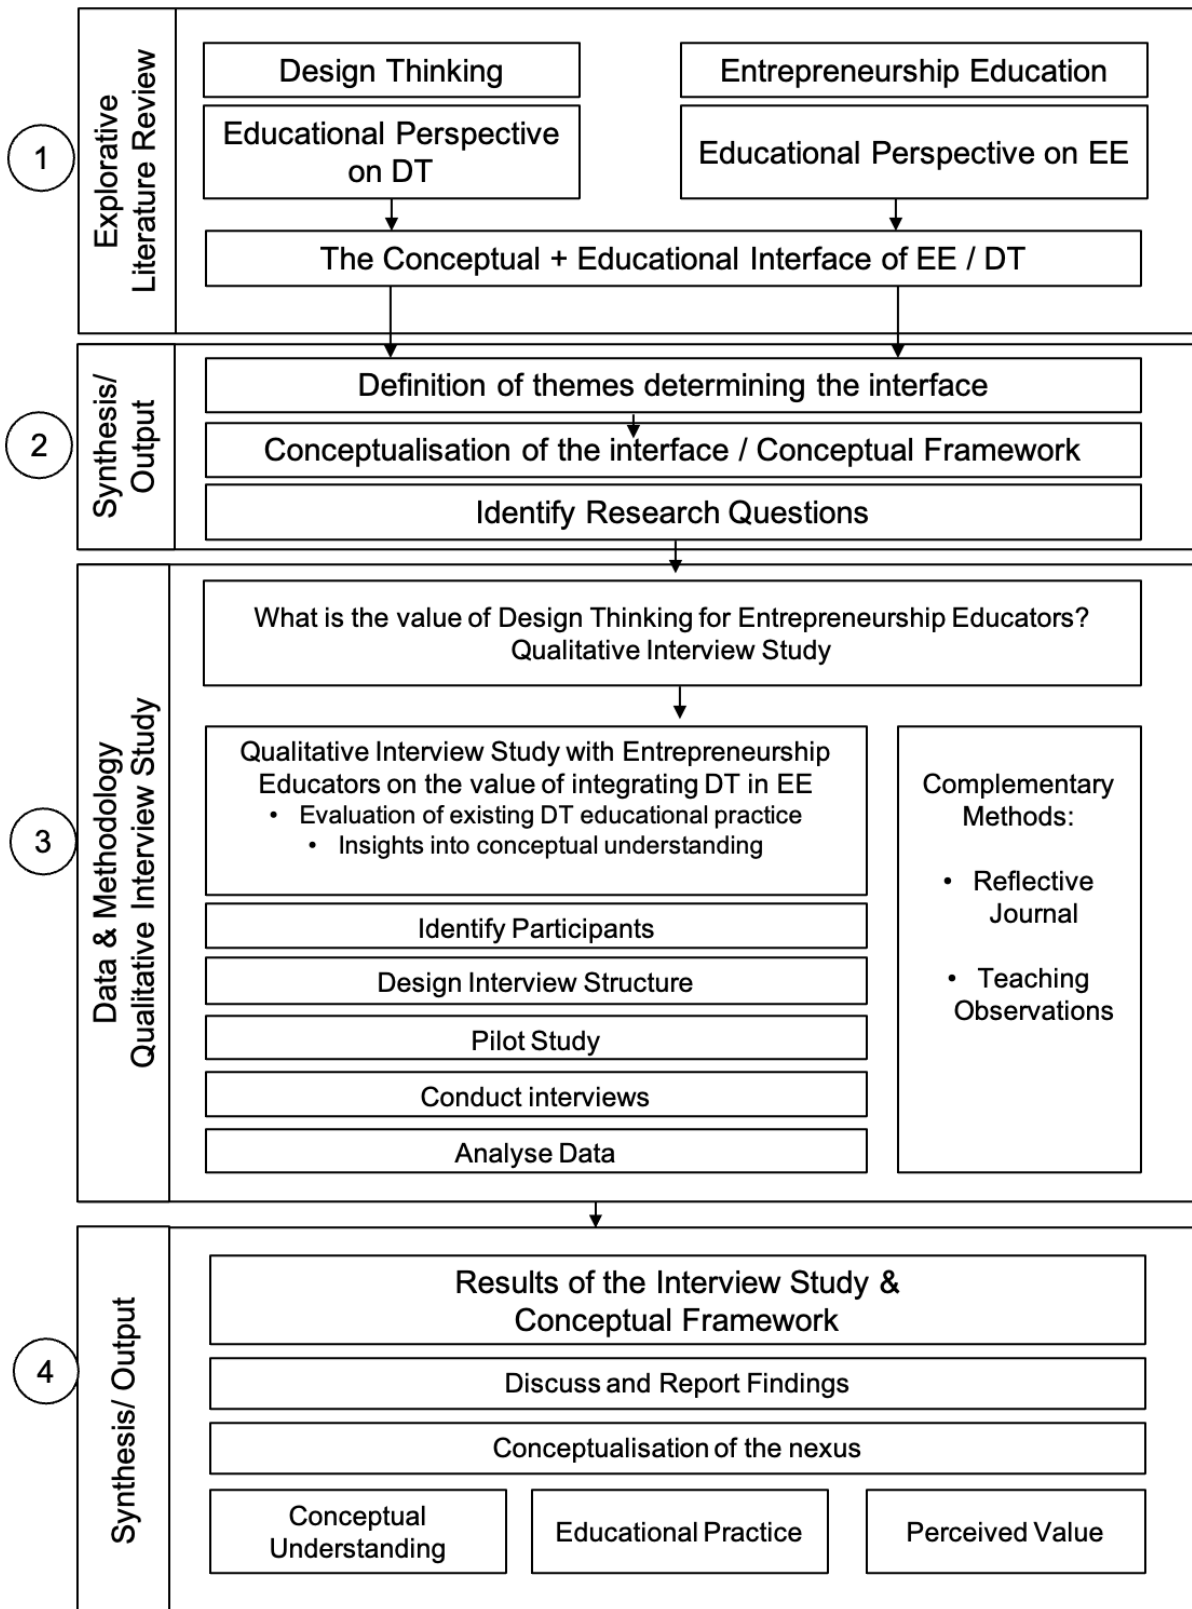 1
Explorative
Literature Review
Design Thinking
Entrepreneurship Education
Educational Perspective
on DT
Educational Perspective on EE
The Conceptual + Educational Interface of EE / DT
2
Synthesis/
Output
Definition of themes determining the interface
Conceptualisation of the interface / Conceptual Framework
Identify Research Questions
3
Data & Methodology
Qualitative Interview Study
What is the value of Design Thinking for Entrepreneurship Educators?
Qualitative Interview Study
Qualitative Interview Study with Entrepreneurship
Educators on the value of integrating DT in EE
• Evaluation of existing DT educational practice
• Insights into conceptual understanding
Identify Participants
Design Interview Structure
Pilot Study
Conduct interviews
Analyse Data
Complementary
Methods:
• Reflective
Journal
• Teaching
Observations
4
Synthesis/ Output
Results of the Interview Study &
Conceptual Framework
Discuss and Report Findings
Conceptualisation of the nexus
Conceptual
Understanding
Educational Practice
Perceived Value